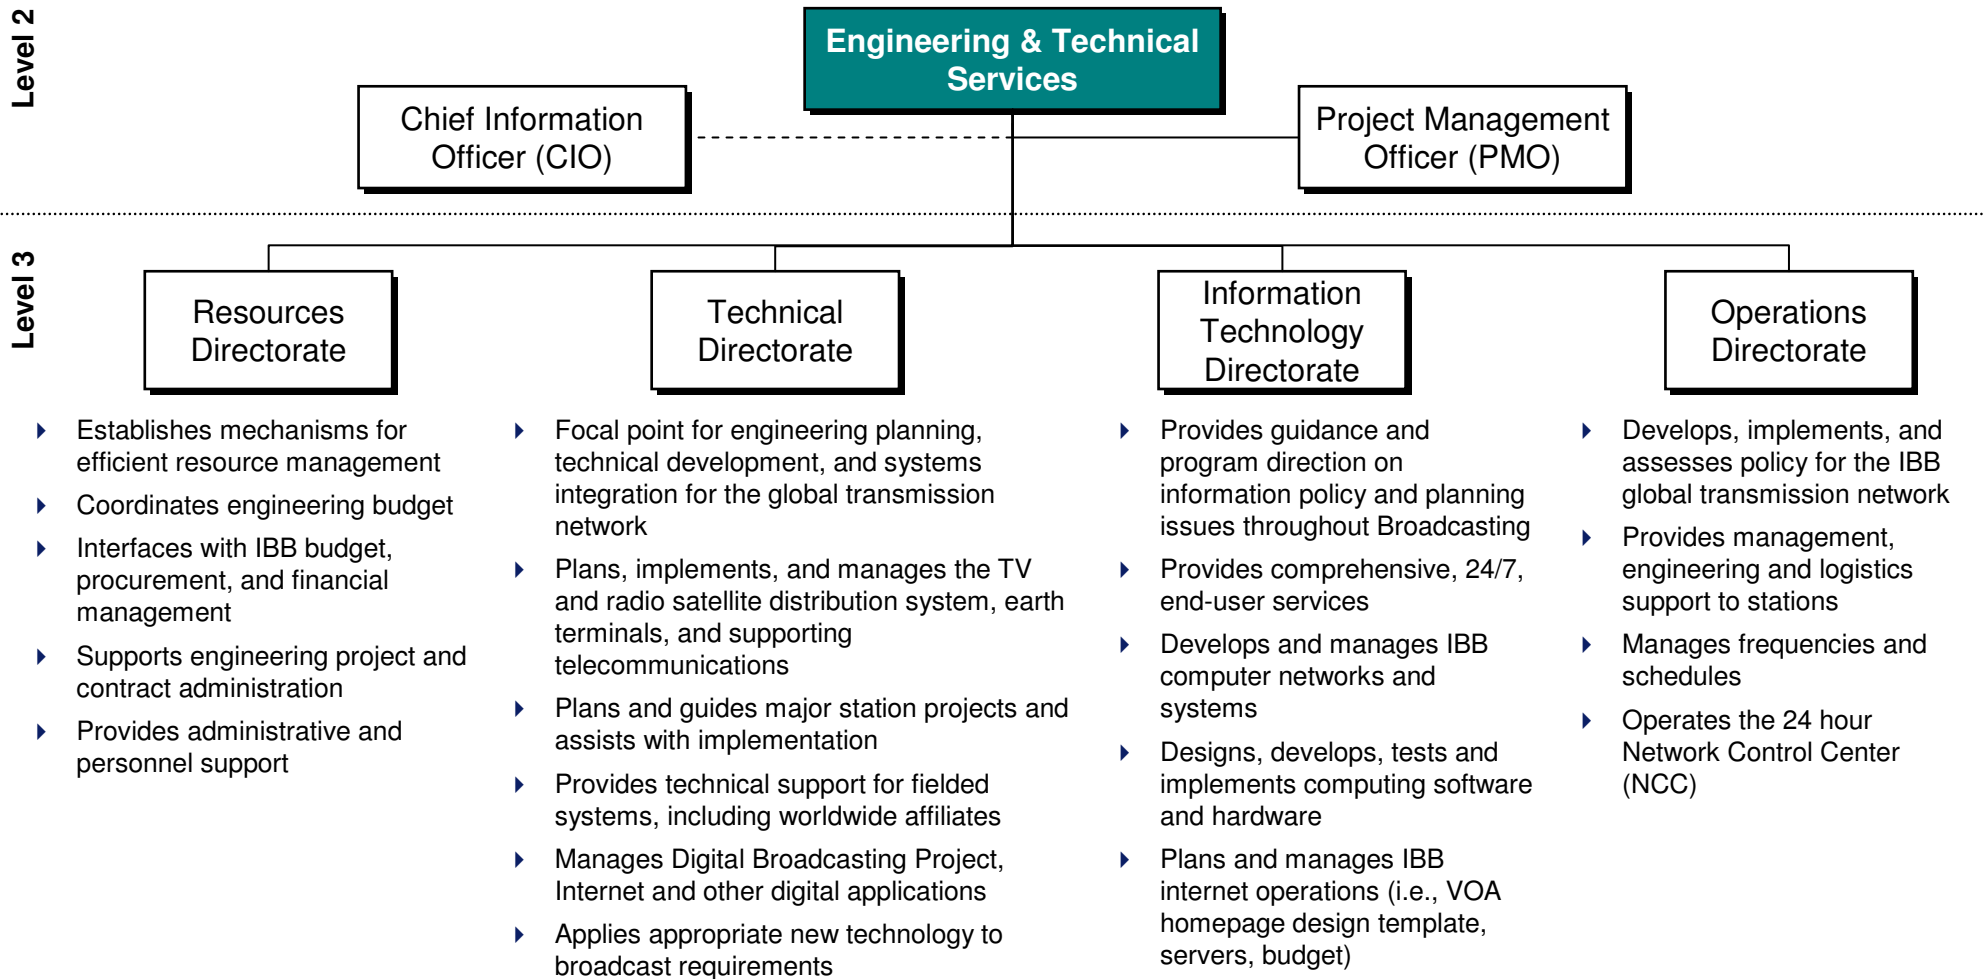 Level 2
Engineering & Technical
Services
Chief Information
Officer (CIO)
Project Management
Officer (PMO)
Level 3
Resources
Directorate
Technical
Directorate
Information
Technology
Directorate
Operations
Directorate
Establishes mechanisms for
efficient resource management
Coordinates engineering budget
Interfaces with IBB budget,
procurement, and financial
management
Supports engineering project and
contract administration
Provides administrative and
personnel support
Focal point for engineering planning,
technical development, and systems
integration for the global transmission
network
Plans, implements, and manages the TV
and radio satellite distribution system, earth
terminals, and supporting
telecommunications
Plans and guides major station projects and
assists with implementation
Provides technical support for fielded
systems, including worldwide affiliates
Manages Digital Broadcasting Project,
Internet and other digital applications
Applies appropriate new technology to
broadcast requirements
Provides guidance and
program direction on
information policy and planning
issues throughout Broadcasting
Provides comprehensive, 24/7,
end-user services
Develops and manages IBB
computer networks and
systems
Designs, develops, tests and
implements computing software
and hardware
Plans and manages IBB
internet operations (i.e., VOA
homepage design template,
servers, budget)
Develops, implements, and
assesses policy for the IBB
global transmission network
Provides management,
engineering and logistics
support to stations
Manages frequencies and
schedules
Operates the 24 hour
Network Control Center
(NCC)